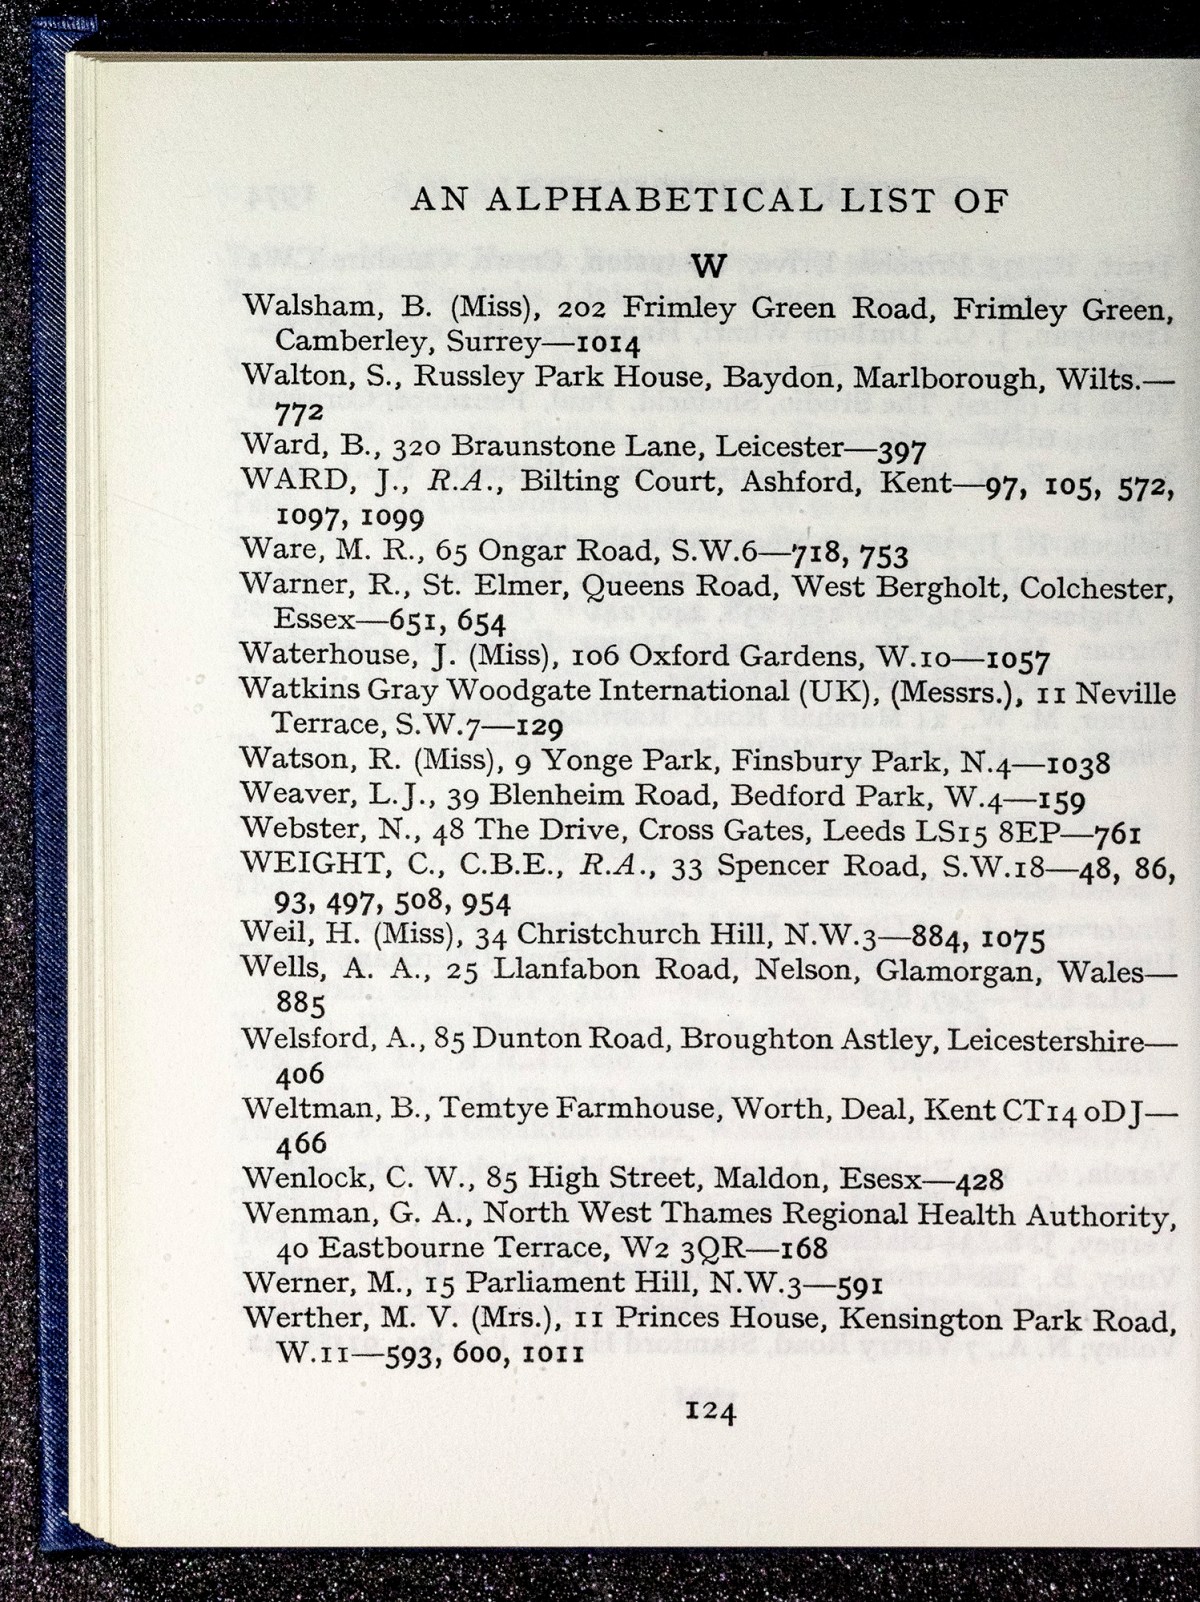 AN ALPHABETICAL LIST OF
W
Walsham, B. (Miss), 202 Frimley Green Road, Frimley Green,
Camberley, Surrey—1014
Walton, S., Russley Park House, Baydon, Marlborough, Wilts.—
772
Ward, B., 320 Braunstone Lane, Leicester—397
WARD, J., R.A., Bilting Court, Ashford, Kent—97, 105, 572,
1097, 1099
Ware, M. R., 65 Ongar Road, S.W.6—718, 753
Warner, R., St. Elmer, Queens Road, West Bergholt, Colchester,
Essex—651, 654
Waterhouse, J. (Miss), 106 Oxford Gardens, W.10—1057
Watkins Gray Woodgate International (UK), (Messrs.), 11 Neville
Terrace, S.W.7—129
Watson, R. (Miss), 9 Yonge Park, Finsbury Park, N.4—1038
Weaver, L.J., 39 Blenheim Road, Bedford Park, W.4—159
Webster, N., 48 The Drive, Cross Gates, Leeds LS15 8EP—761
WEIGHT, C., C.B.E., R.A., 33 Spencer Road, S.W.18—48, 86,
93, 497, 508, 954
Weil, H. (Miss), 34 Christchurch Hill, N.W.3—884, 1075
Wells, A. A., 25 Llanfabon Road, Nelson, Glamorgan, Wales—
885
Welsford, A., 85 Dunton Road, Broughton Astley, Leicestershire—
406
Weltman, B., Temtye Farmhouse, Worth, Deal, Kent CT14 0DJ—
466
Wenlock, C. W., 85 High Street, Maldon, Esesx—428
Wenman, G. A., North West Thames Regional Health Authority,
40 Eastbourne Terrace, W2 3QR—168
Werner, M., 15 Parliament Hill, N.W.3—591
Werther, M. V. (Mrs.), 11 Princes House, Kensington Park Road,
W.11—593, 600, 1011
124